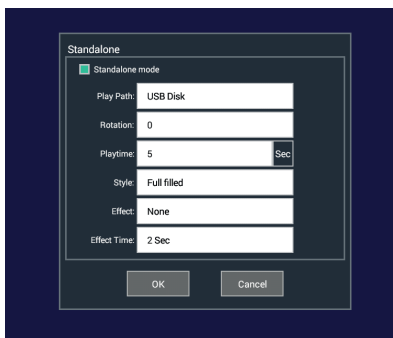 Standalone
Standalone mode
Play Path: USB Disk
Rotation: 0
Playtime: 5 Sec
Style: Full filled
Effect: None
Effect Time: 2 Sec
OK Cancel